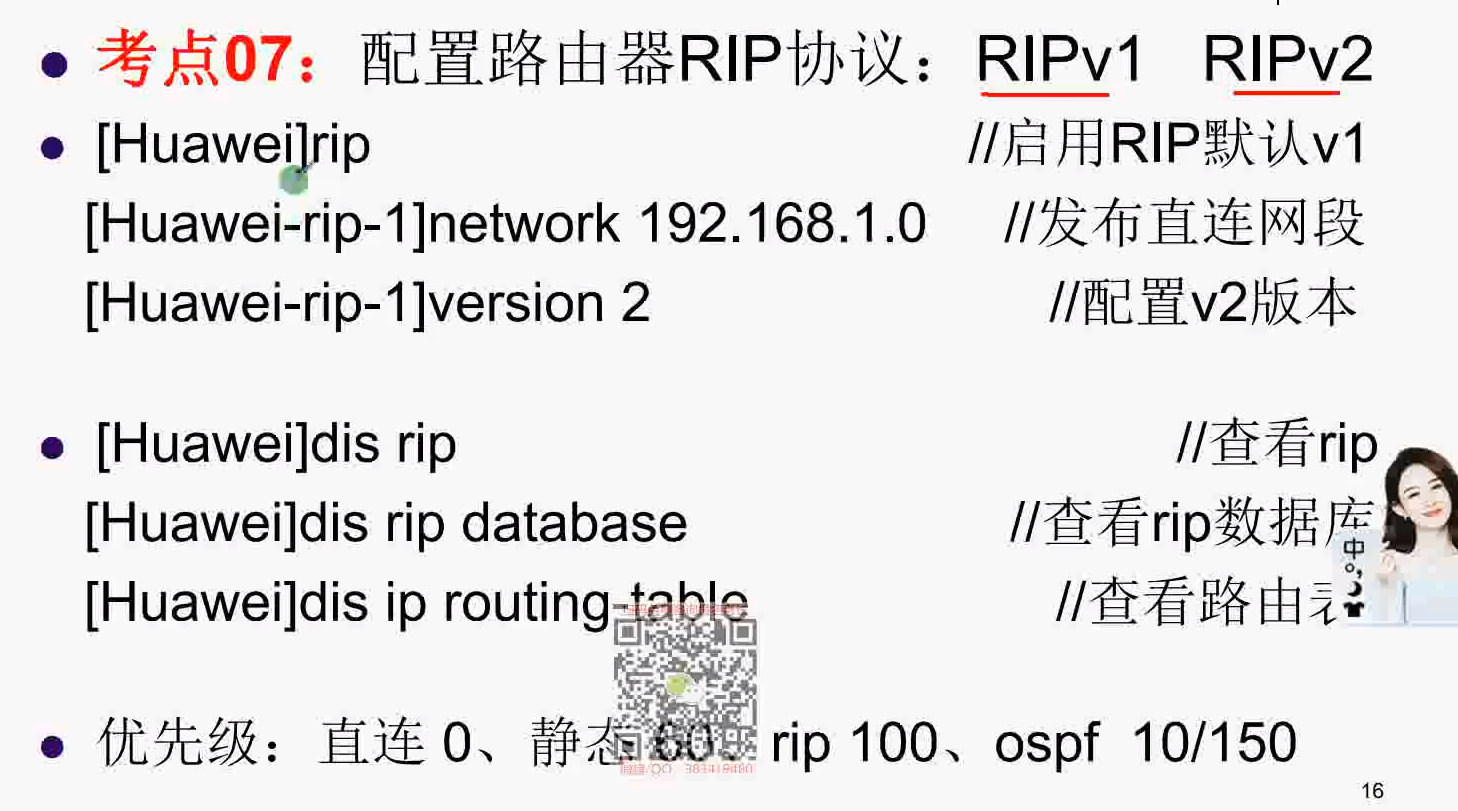 考点07：配置路由器RIP协议：RIPv1 RIPv2
[Huawei]rip //启用RIP默认v1
[Huawei-rip-1]network 192.168.1.0 //发布直连网段
[Huawei-rip-1]version 2 //配置v2版本
[Huawei]dis rip //查看rip
[Huawei]dis rip database //查看rip数据库
[Huawei]dis ip routing-table //查看路由表
优先级：直连 0、静态 60、rip 100、ospf 10/150
微信/QQ：383419480
中
16